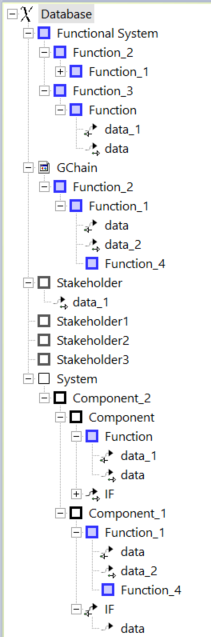 Database
Functional System
Function_2
Function_1
Function_3
Function
data_1
data
GChain
Function_2
Function_1
data
data_2
Function_4
Stakeholder
data_1
Stakeholder1
Stakeholder2
Stakeholder3
System
Component_2
Component
Function
data_1
data
IF
Component_1
Function_1
data
data_2
Function_4
IF
data